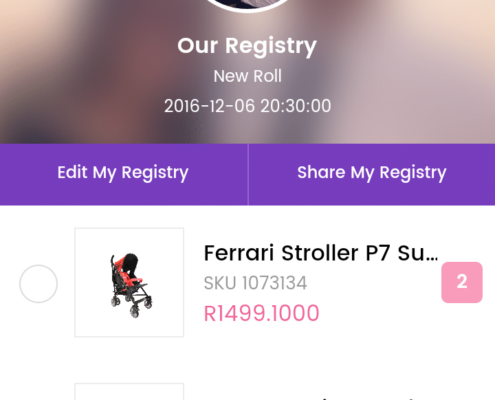 Our Registry
New Roll
2016-12-06 20:30:00
Edit My Registry
Share My Registry
Ferrari Stroller P7 Su...
SKU 1073134
2
R1499.1000